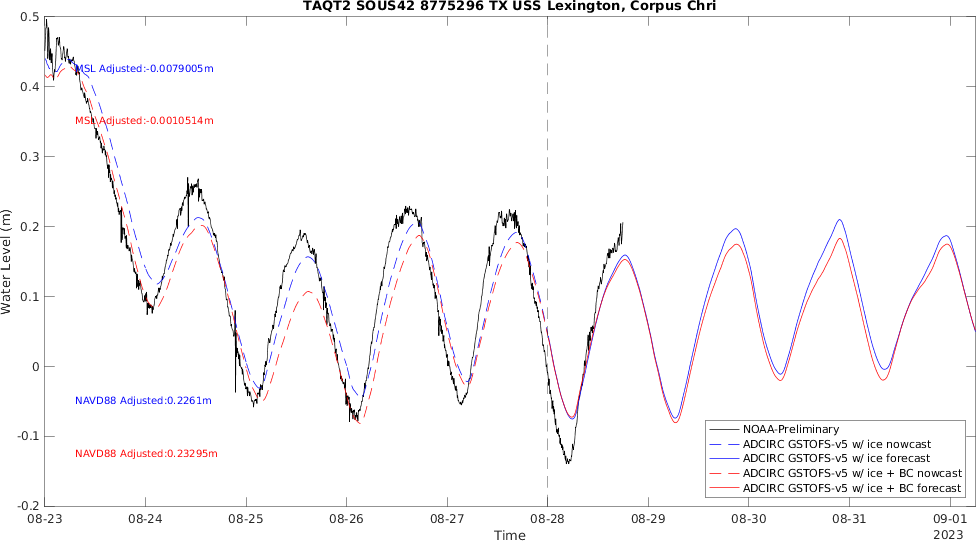 TAQT2 SOUS42 8775296 TX USS Lexington, Corpus Chri
0.5
0.4
0.3
0.2
0.1
0
-0.1
-0.2
Water Level (m)
MSL Adjusted:-0.0079005m
MSL Adjusted:-0.0010514m
NAVD88 Adjusted:0.2261m
NAVD88 Adjusted:0.23295m
NOAA-Preliminary
ADCIRC GSTOFS-v5 w/ ice nowcast
ADCIRC GSTOFS-v5 w/ ice forecast
ADCIRC GSTOFS-v5 w/ ice + BC nowcast
ADCIRC GSTOFS-v5 w/ ice + BC forecast
08-23 08-24 08-25 08-26 08-27 08-28 08-29 08-30 08-31 09-01
Time
2023